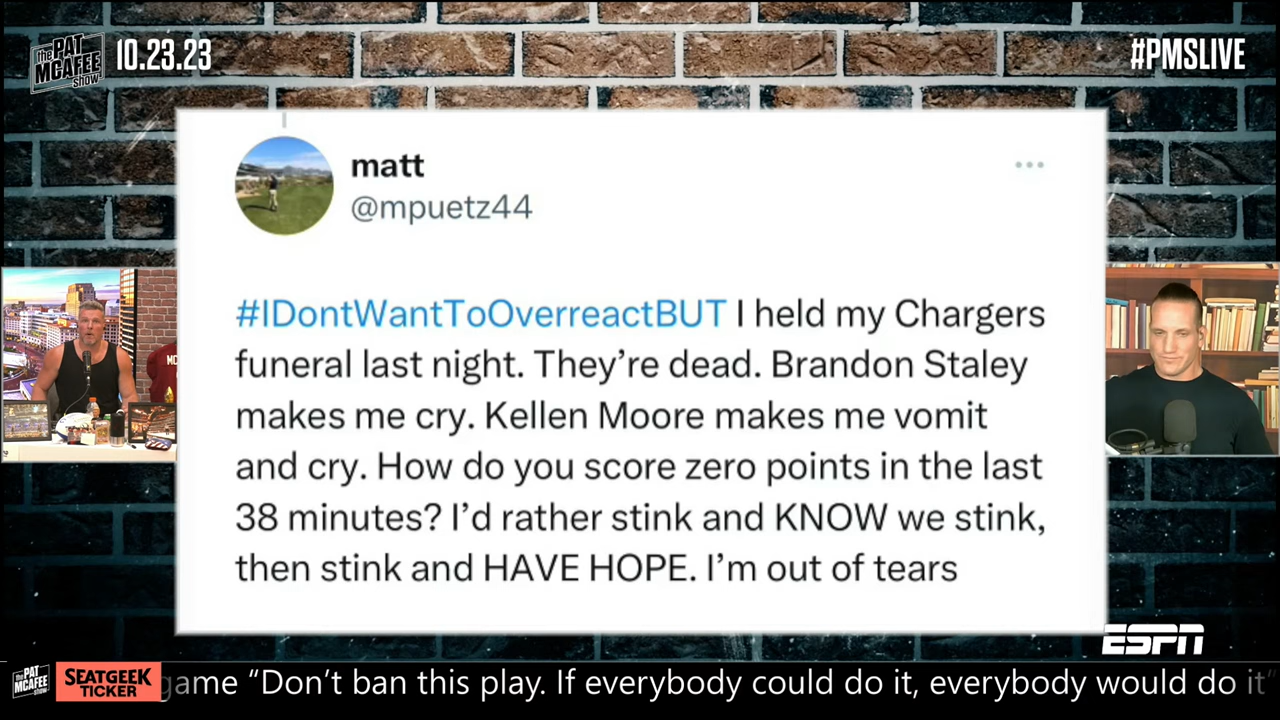 the PAT MCAFEE show
10.23.23
#PMSLIVE
matt
@mpuetz44
#IDontWantToOverreactBUT I held my Chargers
funeral last night. They’re dead. Brandon Staley
makes me cry. Kellen Moore makes me vomit
and cry. How do you score zero points in the last
38 minutes? I’d rather stink and KNOW we stink,
then stink and HAVE HOPE. I’m out of tears
ESPN
the PAT MCAFEE show
SEATGEEK
TICKER
game “Don’t ban this play. If everybody could do it, everybody would do it”